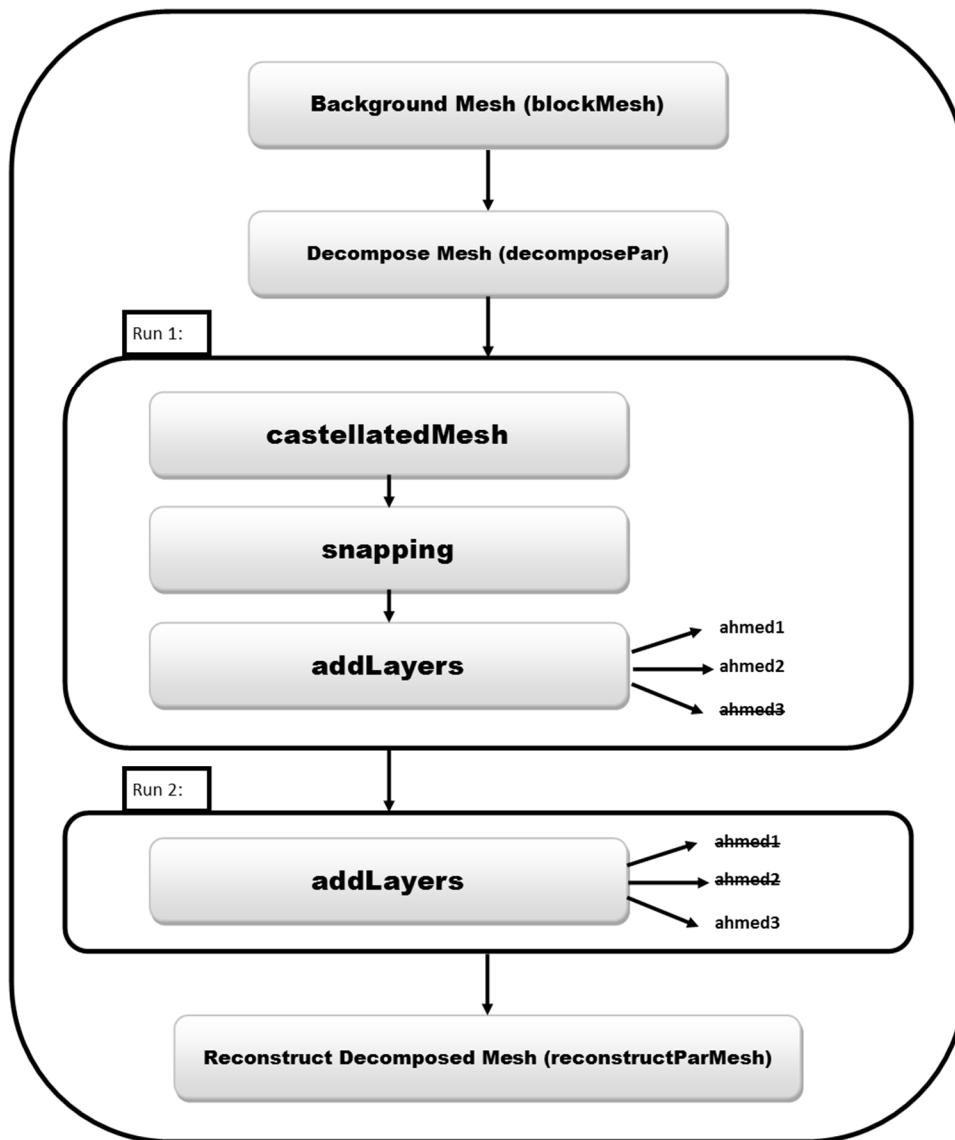 Background Mesh (blockMesh)
Decompose Mesh (decomposePar)
Run 1:
castellatedMesh
snapping
addLayers
ahmed1
ahmed2
ahmed3
Run 2:
addLayers
ahmed1
ahmed2
ahmed3
Reconstruct Decomposed Mesh (reconstructParMesh)